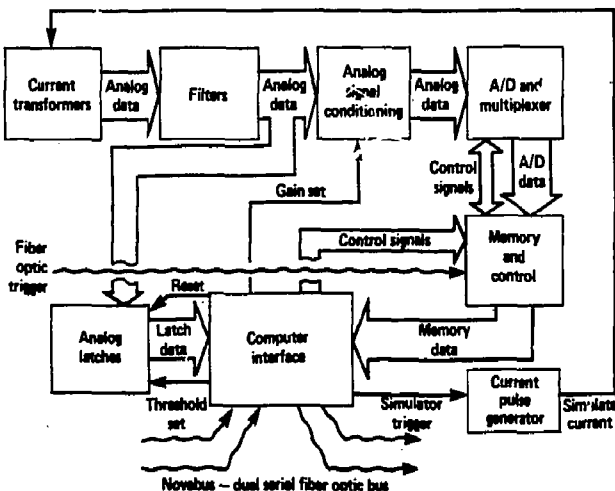 Current
transformers
Analog
data
Filters
Analog
data
Analog
signal
conditioning
Analog
data
A/D and
multiplexer
Control
signals
A/D
data
Gain set
Control signals
Fiber
optic
trigger
Memory
and
control
Reset
Analog
latches
Latch
data
Computer
interface
Memory
data
Threshold
set
Simulator
trigger
Current
pulse
generator
Simulate
current
Novabus – dual serial fiber optic bus